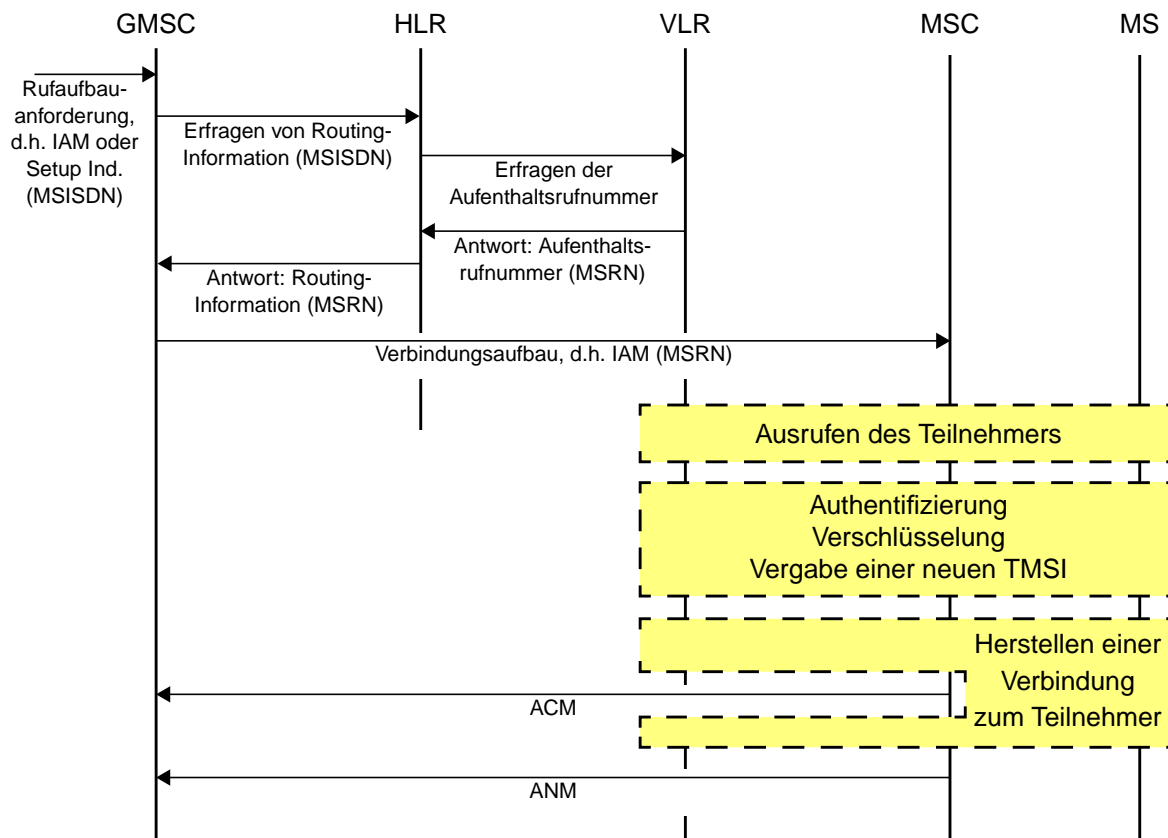 GMSC
HLR
VLR
MSC
MS
Rufaufbau-
anforderung,
d.h. IAM oder
Setup Ind.
(MSISDN)
Erfragen von Routing-
Information (MSISDN)
Erfragen der
Aufenthaltsrufnummer
Antwort: Aufenthalts-
rufnummer (MSRN)
Antwort: Routing-
Information (MSRN)
Verbindungsaufbau, d.h. IAM (MSRN)
Ausrufen des Teilnehmers
Authentifizierung
Verschlüsselung
Vergabe einer neuen TMSI
Herstellen einer
Verbindung
zum Teilnehmer
ACM
ANM